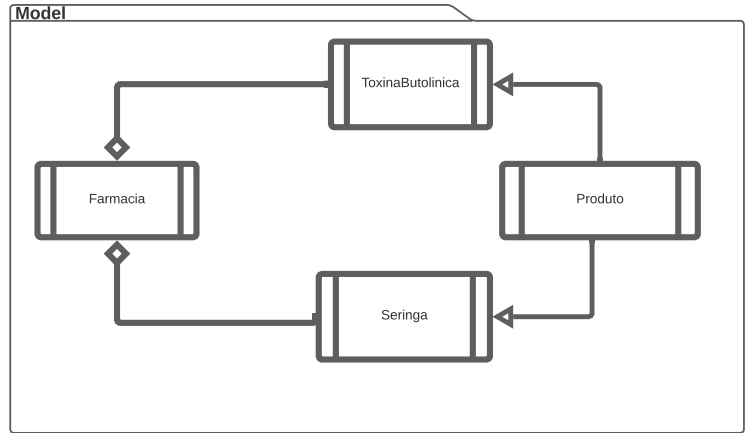 Model
ToxinaButolinica
Farmacia
Produto
Seringa